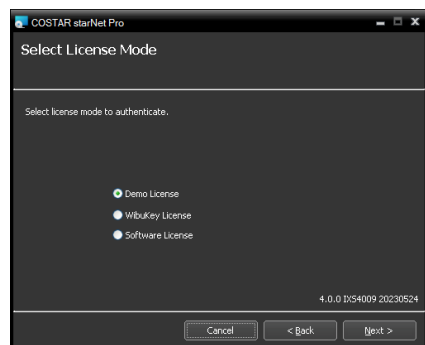 COSTAR starNet Pro
Select License Mode
Select license mode to authenticate.
Demo License
WibuKey License
Software License
4.0.0 IXS4009 20230524
Cancel
< Back
Next >